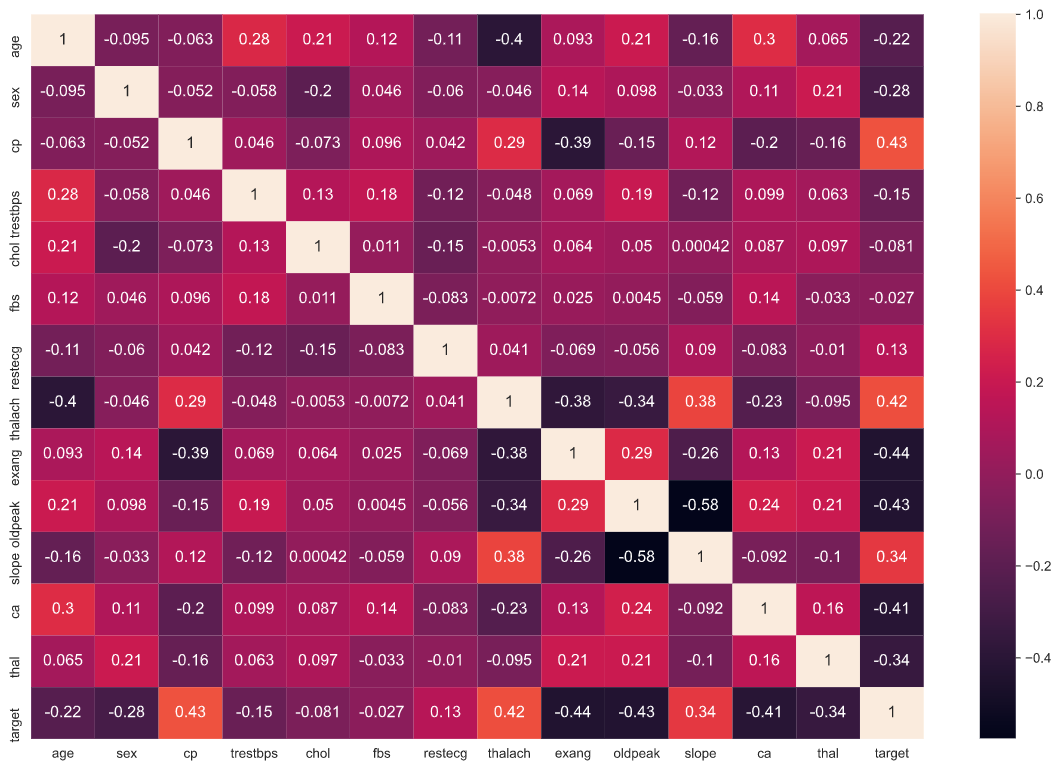 age 1 -0.095 -0.063 0.28 0.21 0.12 -0.11 -0.4 0.093 0.21 -0.16 0.3 0.065 -0.22
sex -0.095 1 -0.052 -0.058 -0.2 0.046 -0.06 -0.046 0.14 0.098 -0.033 0.11 0.21 -0.28
cp -0.063 -0.052 1 0.046 -0.073 0.096 0.042 0.29 -0.39 -0.15 0.12 -0.2 -0.16 0.43
trestbps 0.28 -0.058 0.046 1 0.13 0.18 -0.12 -0.048 0.069 0.19 -0.12 0.099 0.063 -0.15
chol 0.21 -0.2 -0.073 0.13 1 0.011 -0.15 -0.0053 0.064 0.05 0.00042 0.087 0.097 -0.081
fbs 0.12 0.046 0.096 0.18 0.011 1 -0.083 -0.0072 0.025 0.0045 -0.059 0.14 -0.033 -0.027
restecg -0.11 -0.06 0.042 -0.12 -0.15 -0.083 1 0.041 -0.069 -0.056 0.09 -0.083 -0.01 0.13
thalach -0.4 -0.046 0.29 -0.048 -0.0053 -0.0072 0.041 1 -0.38 -0.34 0.38 -0.23 -0.095 0.42
exang 0.093 0.14 -0.39 0.069 0.064 0.025 -0.069 -0.38 1 0.29 -0.26 0.13 0.21 -0.44
oldpeak 0.21 0.098 -0.15 0.19 0.05 0.0045 -0.056 -0.34 0.29 1 -0.58 0.24 0.21 -0.43
slope -0.16 -0.033 0.12 -0.12 0.00042 -0.059 0.09 0.38 -0.26 -0.58 1 -0.092 -0.1 0.34
ca 0.3 0.11 -0.2 0.099 0.087 0.14 -0.083 -0.23 0.13 0.24 -0.092 1 0.16 -0.41
thal 0.065 0.21 -0.16 0.063 0.097 -0.033 -0.01 -0.095 0.21 0.21 -0.1 0.16 1 -0.34
target -0.22 -0.28 0.43 -0.15 -0.081 -0.027 0.13 0.42 -0.44 -0.43 0.34 -0.41 -0.34 1
age sex cp trestbps chol fbs restecg thalach exang oldpeak slope ca thal target
1.0
0.8
0.6
0.4
0.2
0.0
−0.2
−0.4